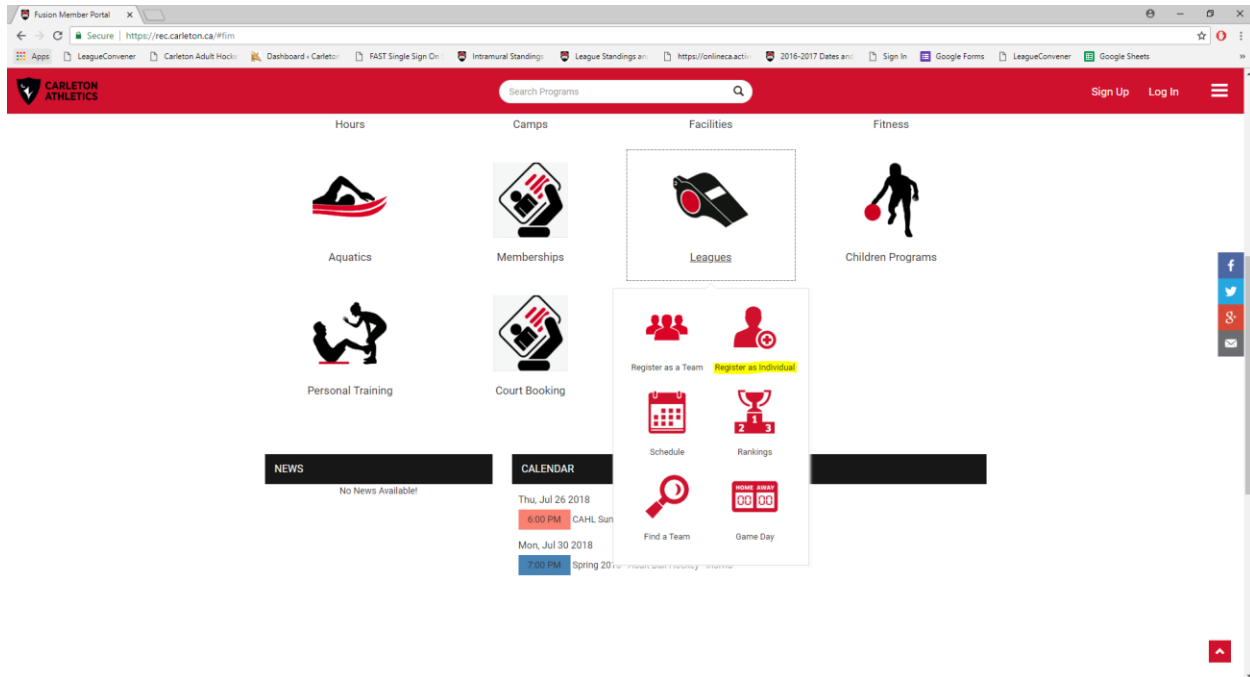 Fusion Member Portal
Secure | https://rec.carleton.ca/#fim
Apps LeagueConvener Carleton Adult Hocke Dashboard ‹ Carleton FAST Single Sign On Intramural Standings League Standings an https://onlineca.activ 2016-2017 Dates and Sign In Google Forms LeagueConvener Google Sheets »
CARLETON
ATHLETICS
Search Programs
Sign Up Log In
Hours Camps Facilities Fitness
Aquatics Memberships Leagues Children Programs
Personal Training Court Booking
Register as a Team Register as Individual
1
2 3
Schedule Rankings
HOME AWAY
00 00
Find a Team Game Day
NEWS
No News Available!
CALENDAR
Thu, Jul 26 2018
6:00 PM CAHL Sun
Mon, Jul 30 2018
7:00 PM Spring
f
8+